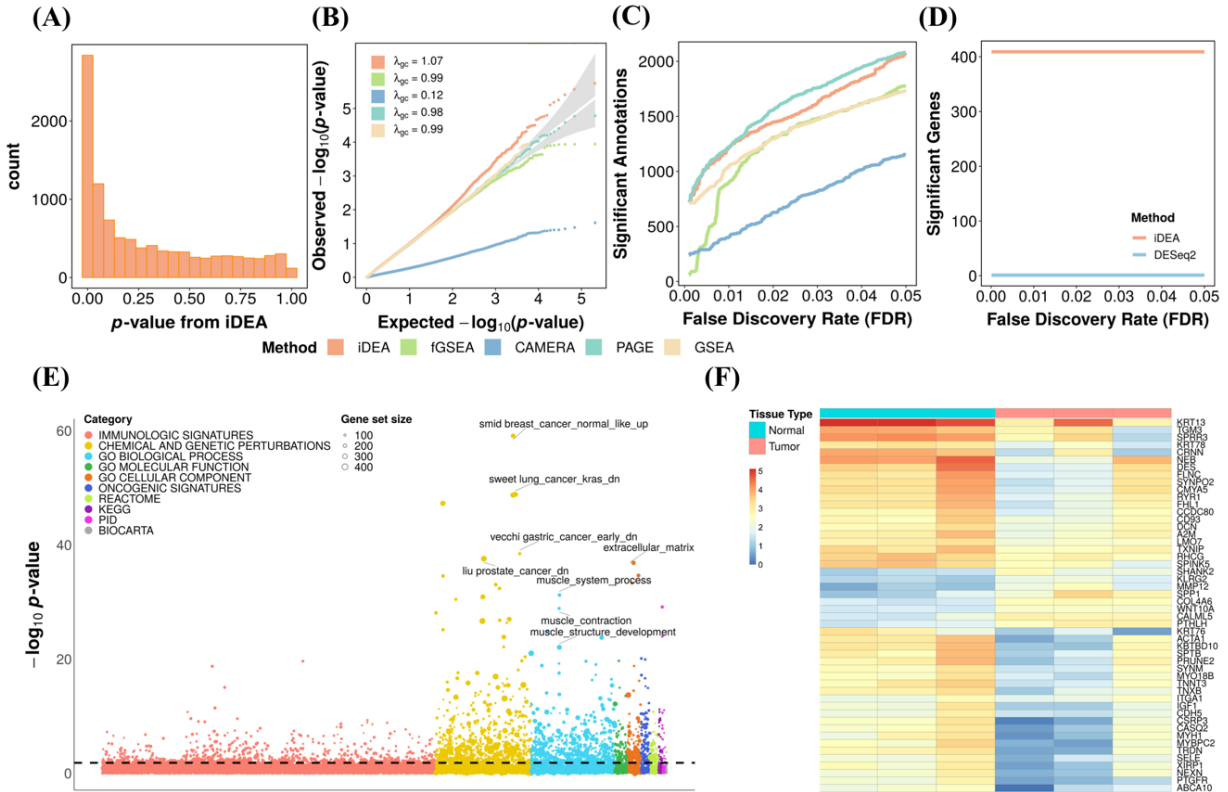 (A)
count
2000
1000
0
0.00
0.25
0.50
0.75
1.00
p-value from iDEA
(B)
Observed −log10(p-value)
5
4
3
2
1
0
λgc = 1.07
λgc = 0.99
λgc = 0.12
λgc = 0.98
λgc = 0.99
0
1
2
3
4
5
Expected −log10(p-value)
(C)
Significant Annotations
2000
1500
1000
500
0
0.00
0.01
0.02
0.03
0.04
0.05
False Discovery Rate (FDR)
(D)
Significant Genes
400
300
200
100
0
Method
iDEA
DESeq2
0.00
0.01
0.02
0.03
0.04
0.05
False Discovery Rate (FDR)
Method iDEA fGSEA CAMERA PAGE GSEA
(E)
−log10 p-value
60
40
20
0
Category
IMMUNOLOGIC SIGNATURES
CHEMICAL AND GENETIC PERTURBATIONS
GO BIOLOGICAL PROCESS
GO MOLECULAR FUNCTION
GO CELLULAR COMPONENT
ONCOGENIC SIGNATURES
REACTOME
KEGG
PID
BIOCARTA
Gene set size
100
200
300
400
smid breast_cancer_normal_like_up
sweet lung_cancer_kras_dn
vecchi gastric_cancer_early_dn
extracellular_matrix
liu prostate_cancer_dn
muscle_system_process
muscle_contraction
muscle_structure_development
(F)
Tissue Type
Normal
Tumor
5
4
3
2
1
0
KRT13
TGM3
SPRR3
KRT78
CRNN
NEB
DES
FLNC
SYNPO2
CMYA5
RYR1
FHL1
CCDC80
CD93
DCN
A2M
LMO7
TXNIP
RHCG
SPINK5
SHANK2
KLRG2
MMP12
SPP1
COL4A6
WNT10A
CALML5
PTHLH
KRT76
ACTA1
KBTBD10
SPTB
PRUNE2
SYNM
MYO18B
TNNT3
TNXB
ITGA1
IGF1
CDH5
CSRP3
CASQ2
MYH1
MYBPC2
TRDN
SELE
XIRP1
NEXN
PTGFR
ABCA10